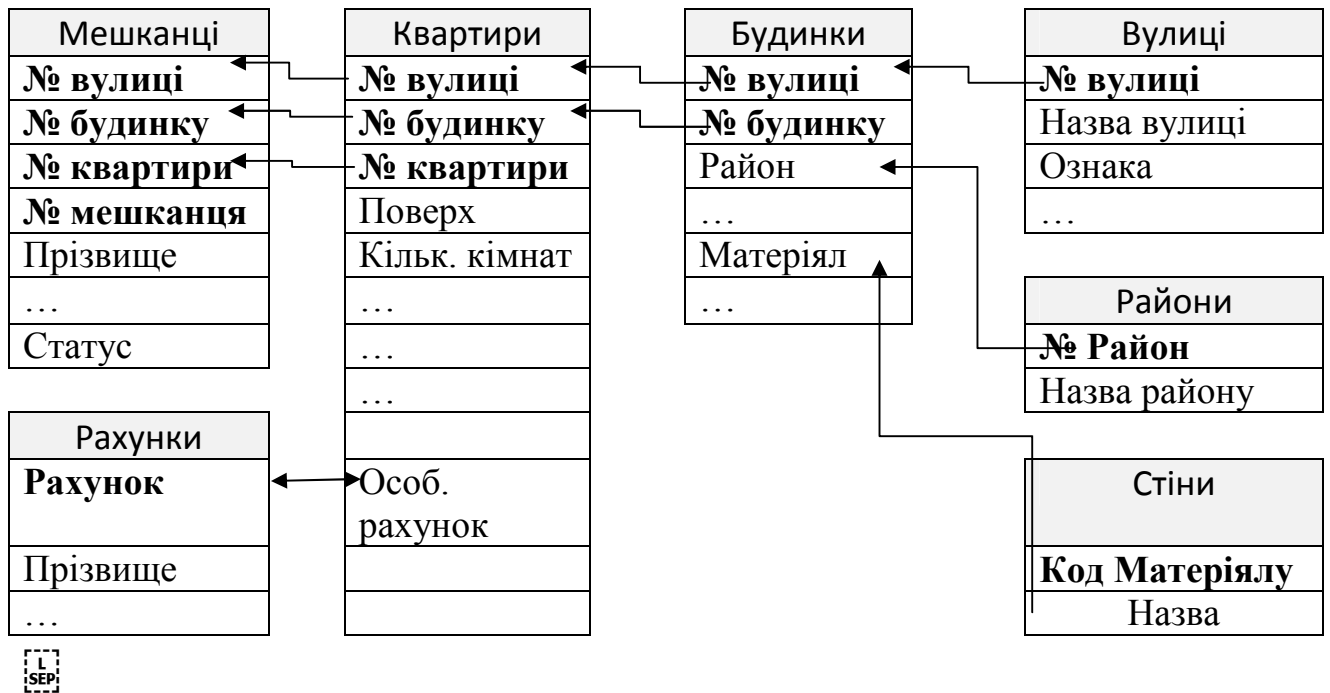 Мешканці
№ вулиці
№ будинку
№ квартири
№ мешканця
Прізвище
…
Статус
Рахунки
Рахунок
Прізвище
…
Квартири
№ вулиці
№ будинку
№ квартири
Поверх
Кільк. кімнат
…
…
…
Особ.
рахунок
Будинки
№ вулиці
№ будинку
Район
…
Матеріял
…
Вулиці
№ вулиці
Назва вулиці
Ознака
…
Райони
№ Район
Назва району
Стіни
Код Матеріялу
Назва
L
SEP